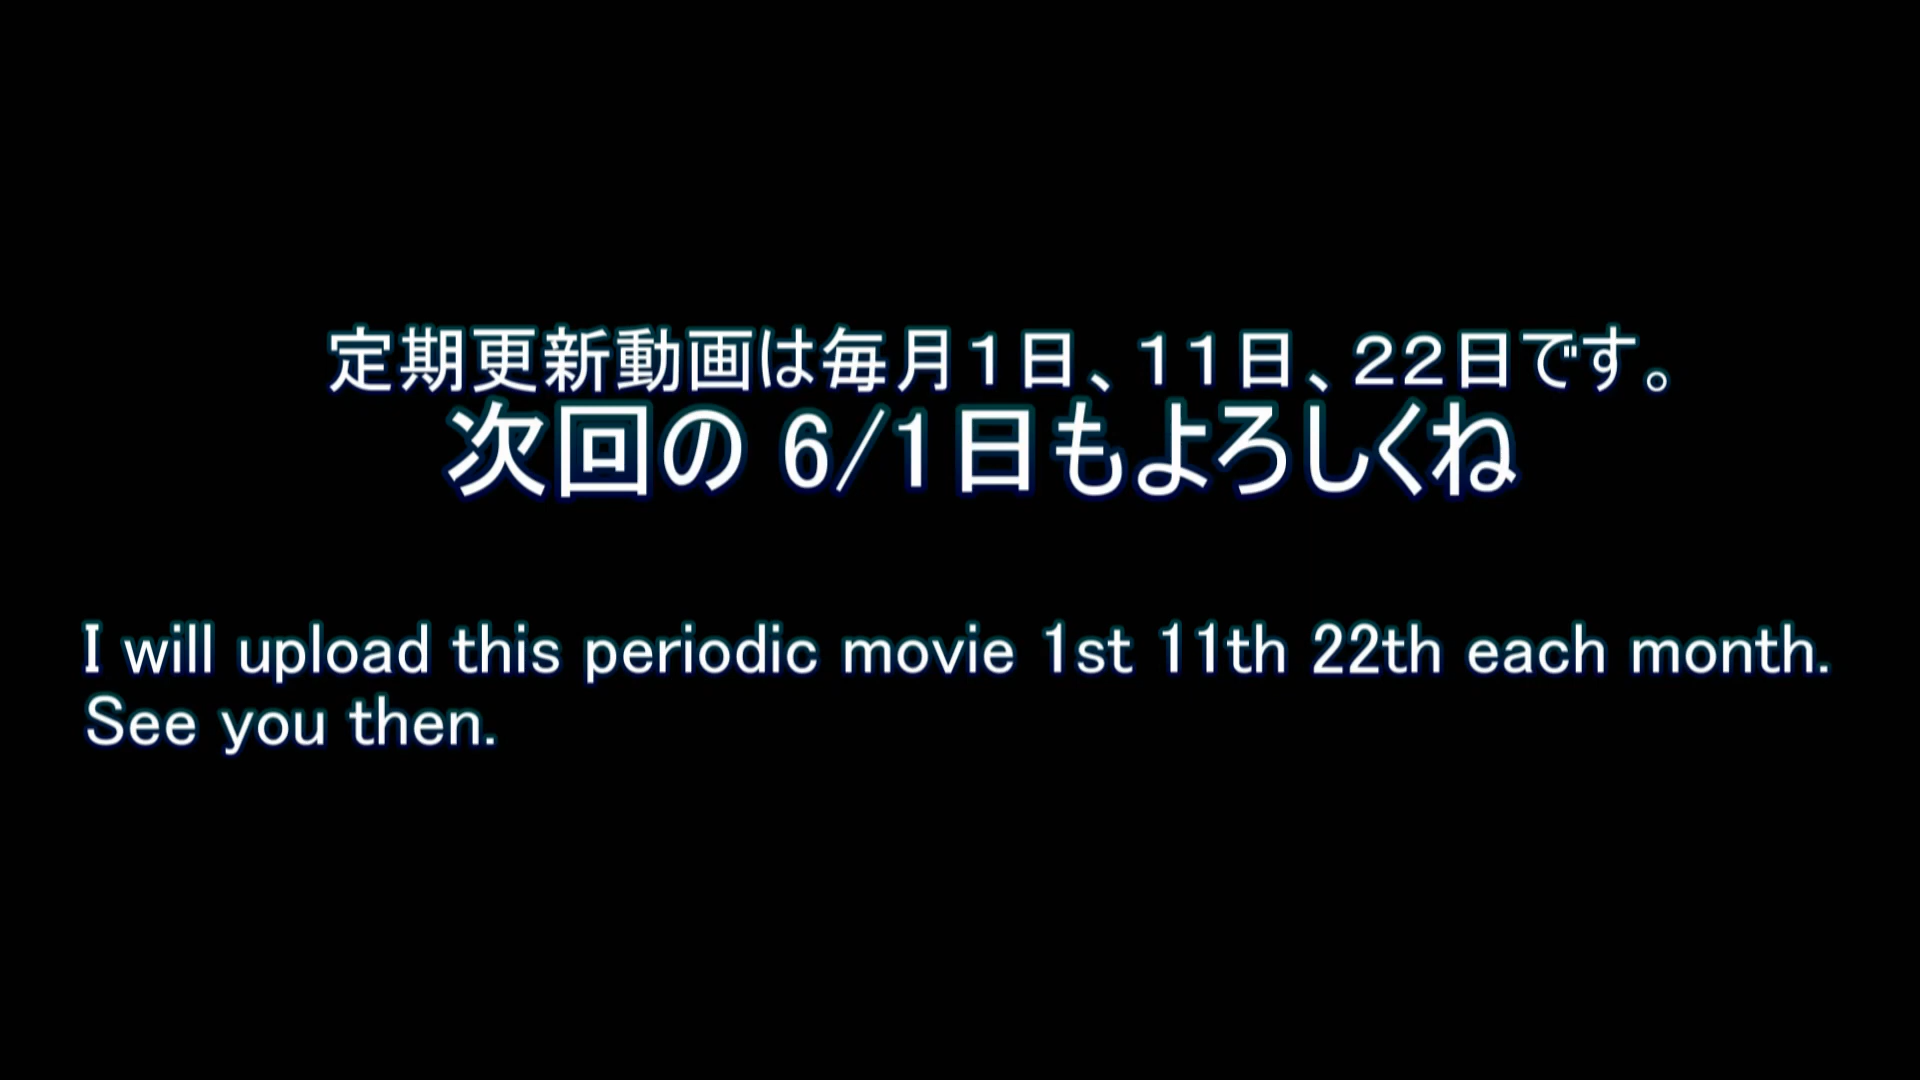 定期更新動画は毎月１日、１１日、２２日です。
次回の 6/1日もよろしくね
I will upload this periodic movie 1st 11th 22th each month.
See you then.